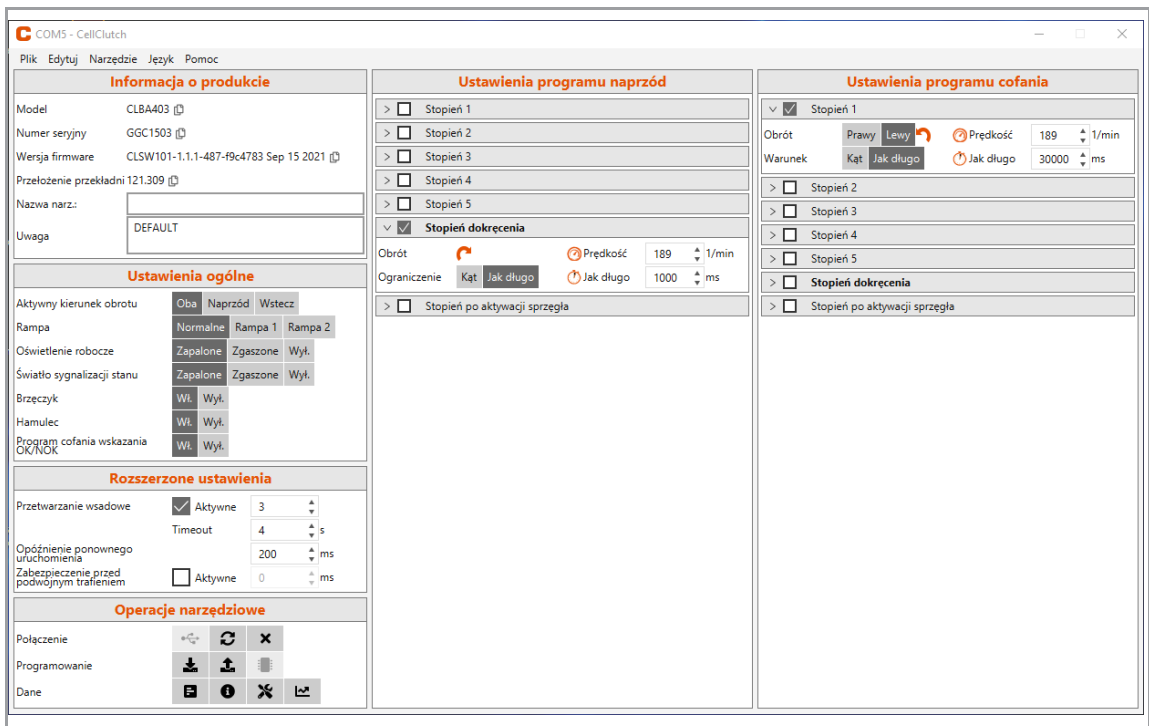 COM5 - CellClutch
Plik Edytuj Narzędzie Język Pomoc
Informacja o produkcie
Model CLBA403
Numer seryjny GGC1503
Wersja firmware CLSW101-1.1.1-487-f9c4783 Sep 15 2021
Przełożenie przekładni 121.309
Nazwa narz.:
Uwaga DEFAULT
Ustawienia ogólne
Aktywny kierunek obrotu Oba Naprzód Wstecz
Rampa Normalne Rampa 1 Rampa 2
Oświetlenie robocze Zapalone Zgaszone Wył.
Światło sygnalizacji stanu Zapalone Zgaszone Wył.
Brzęczyk Wł. Wył.
Hamulec Wł. Wył.
Program cofania wskazania
OK/NOK Wł. Wył.
Rozszerzone ustawienia
Przetwarzanie wsadowe Aktywne 3
Timeout 4 s
Opóźnienie ponownego
uruchomienia 200 ms
Zabezpieczenie przed
podwójnym trafieniem Aktywne 0 ms
Operacje narzędziowe
Połączenie
Programowanie
Dane
Ustawienia programu naprzód
Stopień 1
Stopień 2
Stopień 3
Stopień 4
Stopień 5
Stopień dokręcenia
Obrót Prędkość 189 1/min
Ograniczenie Kąt Jak długo Jak długo 1000 ms
Stopień po aktywacji sprzęgła
Ustawienia programu cofania
Stopień 1
Obrót Prawy Lewy Prędkość 189 1/min
Warunek Kąt Jak długo Jak długo 30000 ms
Stopień 2
Stopień 3
Stopień 4
Stopień 5
Stopień dokręcenia
Stopień po aktywacji sprzęgła